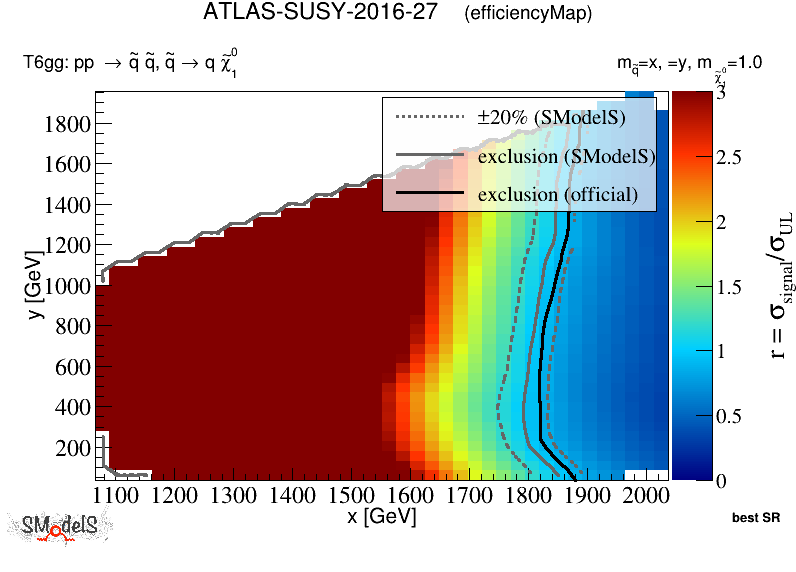 ATLAS-SUSY-2016-27 (efficiencyMap)
T6gg: pp → q̃ q̃, q̃ → q χ̃₁⁰
m_q̃=x, =y, m_χ̃₁⁰=1.0
±20% (SModelS)
exclusion (SModelS)
exclusion (official)
y [GeV]
1800
1600
1400
1200
1000
800
600
400
200
1100 1200 1300 1400 1500 1600 1700 1800 1900 2000
x [GeV]
3
2.5
2
1.5
1
0.5
0
r = σ_signal/σ_UL
SModelS
best SR